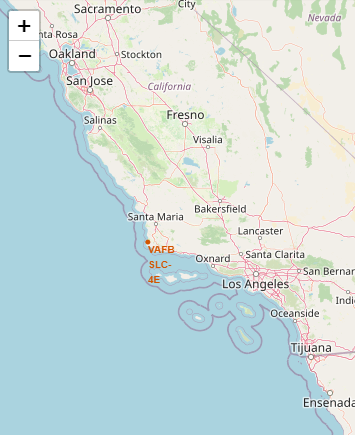 City
Nevada
Sacramento
+
nta Rosa
Oakland
Stockton
−
San Jose
California
Salinas
Fresno
Visalia
Bakersfield
Santa Maria
Lancaster
VAFB
SLC-
4E
Oxnard
Santa Clarita
San Bernar
Los Angeles
Indi
Oceanside
Tijuana
Ensenada